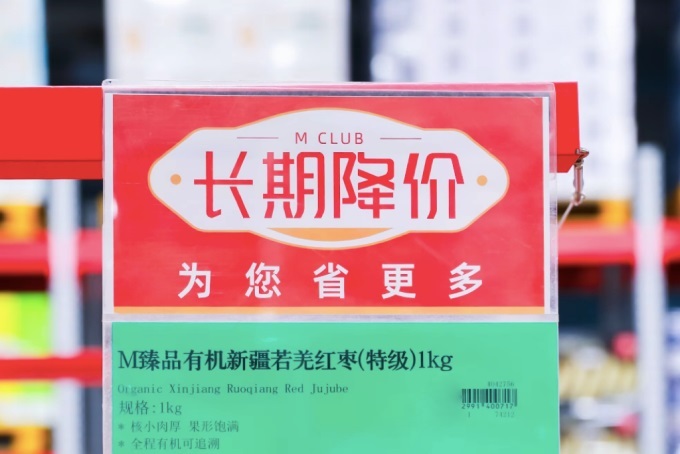 M CLUB
长期降价
为您省更多
M臻品有机新疆若羌红枣(特级)1kg
Organic Xinjiang Ruoqiang Red Jujube
规格:1kg
* 核小肉厚 果形饱满
* 全程有机可追溯